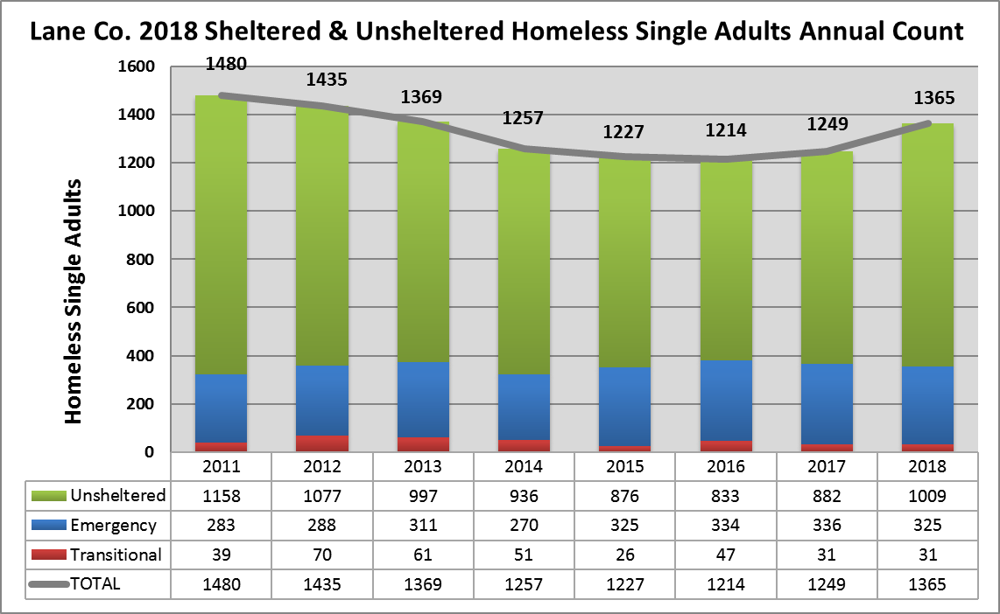 Lane Co. 2018 Sheltered & Unsheltered Homeless Single Adults Annual Count
Homeless Single Adults
1600
1400
1200
1000
800
600
400
200
0
1480 1435 1369 1257 1227 1214 1249 1365
2011 2012 2013 2014 2015 2016 2017 2018
Unsheltered 1158 1077 997 936 876 833 882 1009
Emergency 283 288 311 270 325 334 336 325
Transitional 39 70 61 51 26 47 31 31
TOTAL 1480 1435 1369 1257 1227 1214 1249 1365